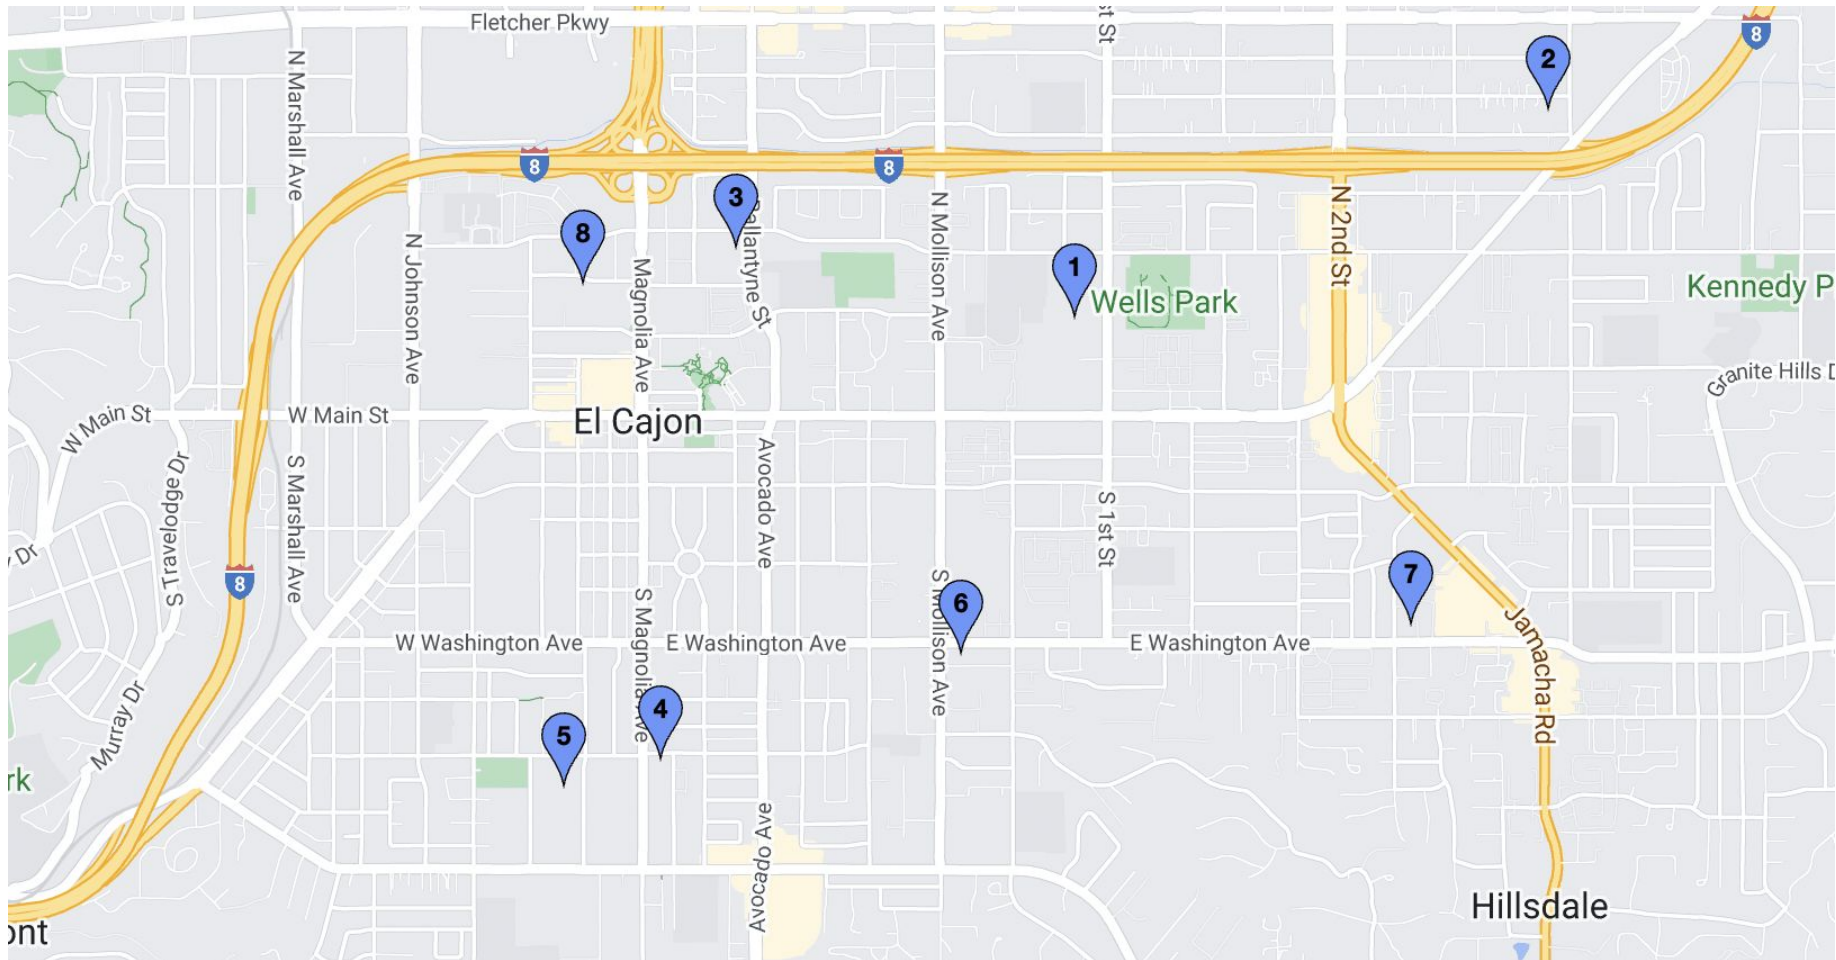 Fletcher Pkwy
st St
8
2
N Marshall Ave
8
8
3
N Mollison Ave
N 2nd St
8
Ballantyne St
1
N Johnson Ave
Magnolia Ave
Wells Park
Kennedy P
Granite Hills D
W Main St
W Main St
El Cajon
S Travelodge Dr
S Marshall Ave
Avocado Ave
S 1st St
y Dr
8
7
6
S Mollison Ave
S Magnolia Ave
W Washington Ave
E Washington Ave
E Washington Ave
Jamacha Rd
Murray Dr
4
5
rk
Avocado Ave
Hillsdale
ont